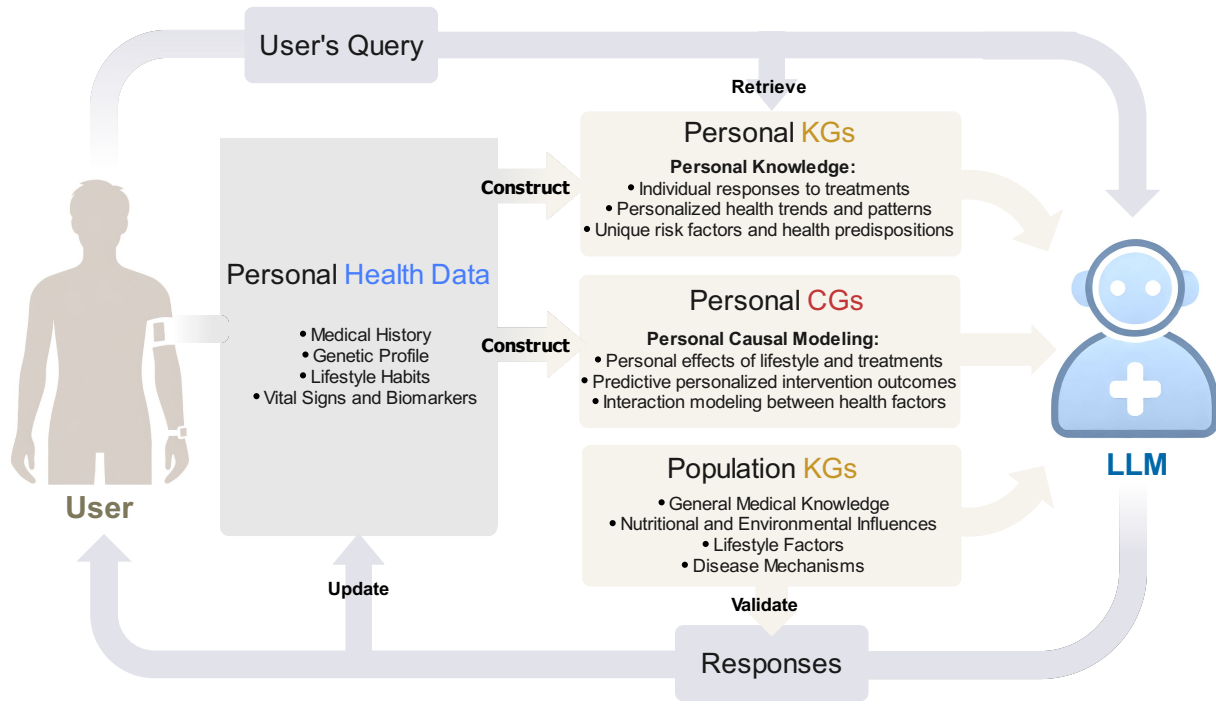 User's Query
Retrieve
Personal KGs
Personal Knowledge:
• Individual responses to treatments
• Personalized health trends and patterns
• Unique risk factors and health predispositions
Construct
Personal Health Data
• Medical History
• Genetic Profile
• Lifestyle Habits
• Vital Signs and Biomarkers
Construct
Personal CGs
Personal Causal Modeling:
• Personal effects of lifestyle and treatments
• Predictive personalized intervention outcomes
• Interaction modeling between health factors
Population KGs
• General Medical Knowledge
• Nutritional and Environmental Influences
• Lifestyle Factors
• Disease Mechanisms
LLM
User
Update
Validate
Responses